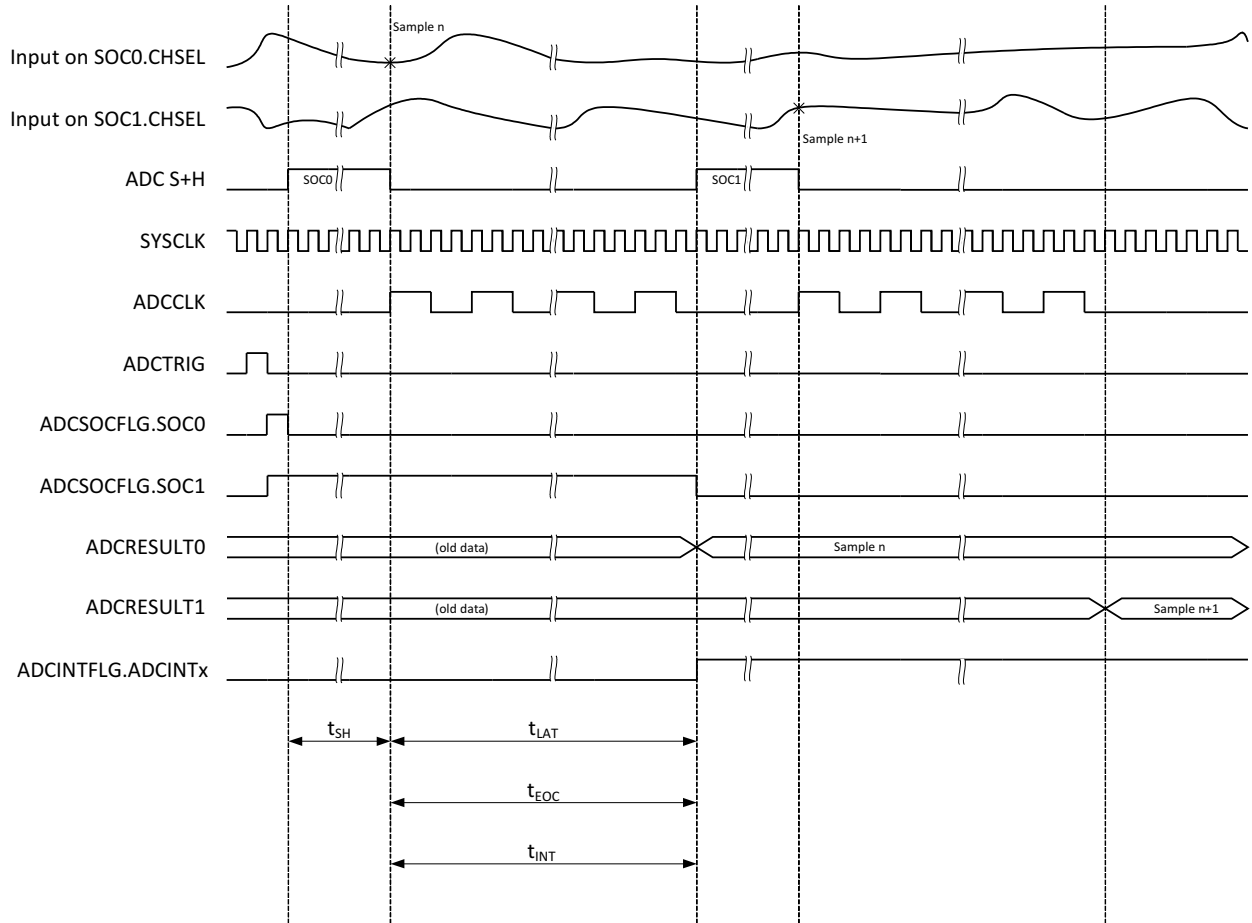 Sample n
Input on SOC0.CHSEL
Input on SOC1.CHSEL
Sample n+1
ADC S+H
SOC0
SOC1
SYSCLK
ADCCLK
ADCTRIG
ADCSOCFLG.SOC0
ADCSOCFLG.SOC1
ADCRESULT0
(old data)
Sample n
ADCRESULT1
(old data)
Sample n+1
ADCINTFLG.ADCINTx
tSH
tLAT
tEOC
tINT